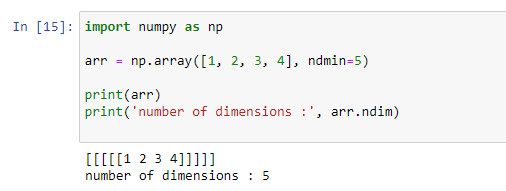 In [15]: import numpy as np
arr = np.array([1, 2, 3, 4], ndmin=5)
print(arr)
print('number of dimensions :', arr.ndim)
[[[[[1 2 3 4]]]]]
number of dimensions : 5